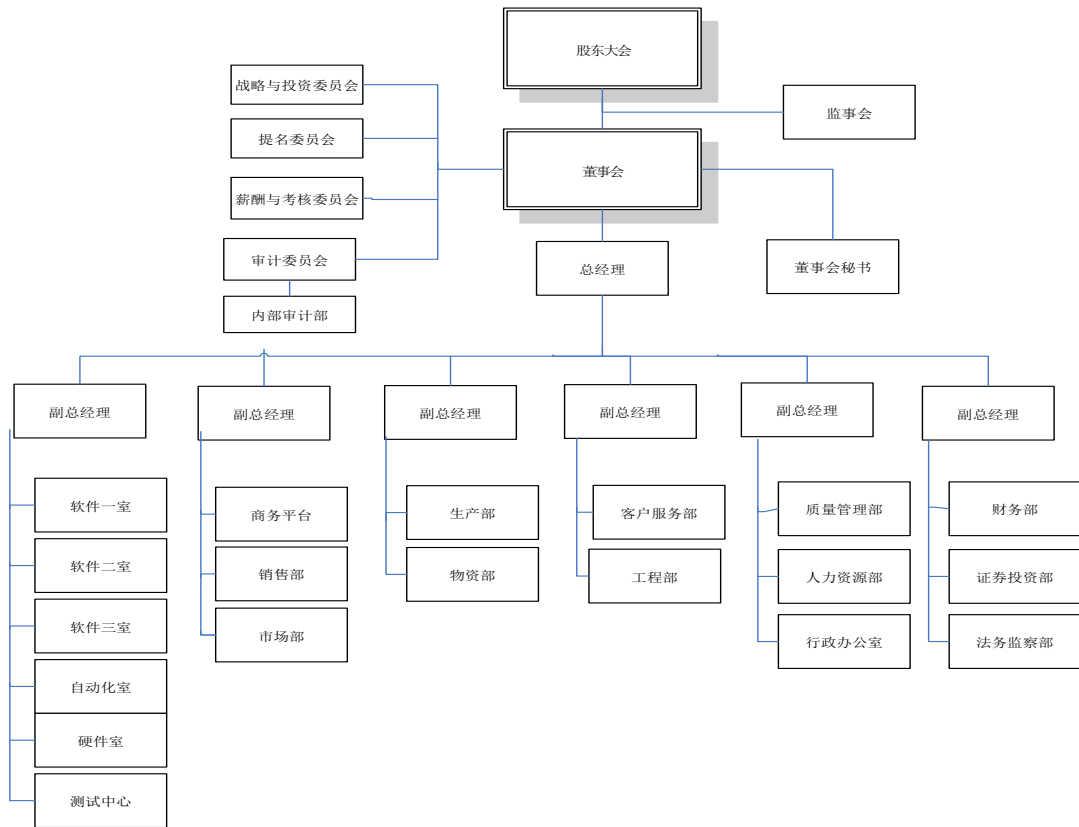 股东大会
战略与投资委员会
监事会
提名委员会
董事会
薪酬与考核委员会
审计委员会
总经理
董事会秘书
内部审计部
副总经理
副总经理
副总经理
副总经理
副总经理
副总经理
软件一室
软件二室
软件三室
自动化室
硬件室
测试中心
商务平台
销售部
市场部
生产部
物资部
客户服务部
工程部
质量管理部
人力资源部
行政办公室
财务部
证券投资部
法务监察部